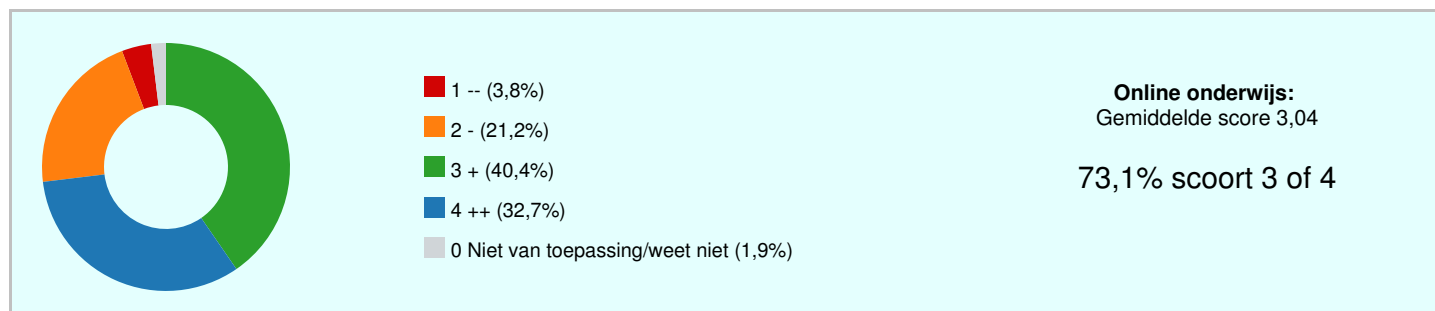 1 -- (3,8%)
2 - (21,2%)
3 + (40,4%)
4 ++ (32,7%)
0 Niet van toepassing/weet niet (1,9%)
Online onderwijs:
Gemiddelde score 3,04
73,1% scoort 3 of 4